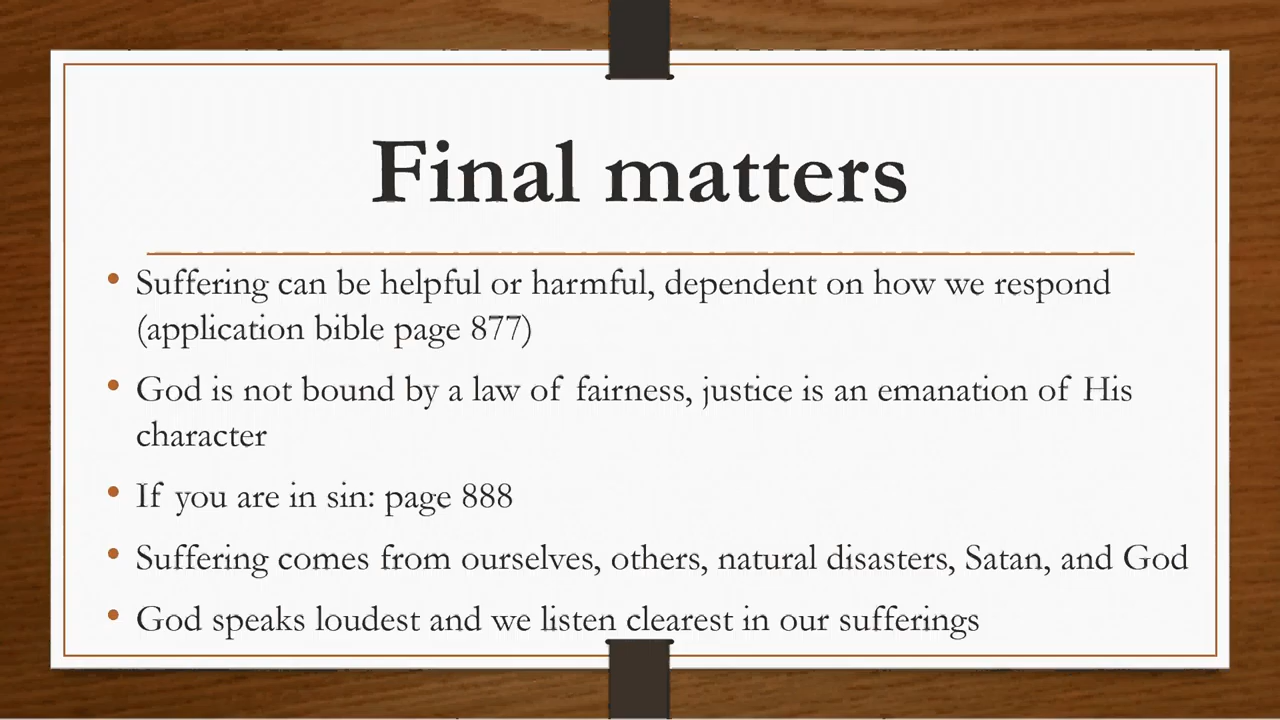 Final matters
• Suffering can be helpful or harmful, dependent on how we respond
(application bible page 877)
• God is not bound by a law of fairness, justice is an emanation of His
character
• If you are in sin: page 888
• Suffering comes from ourselves, others, natural disasters, Satan, and God
• God speaks loudest and we listen clearest in our sufferings